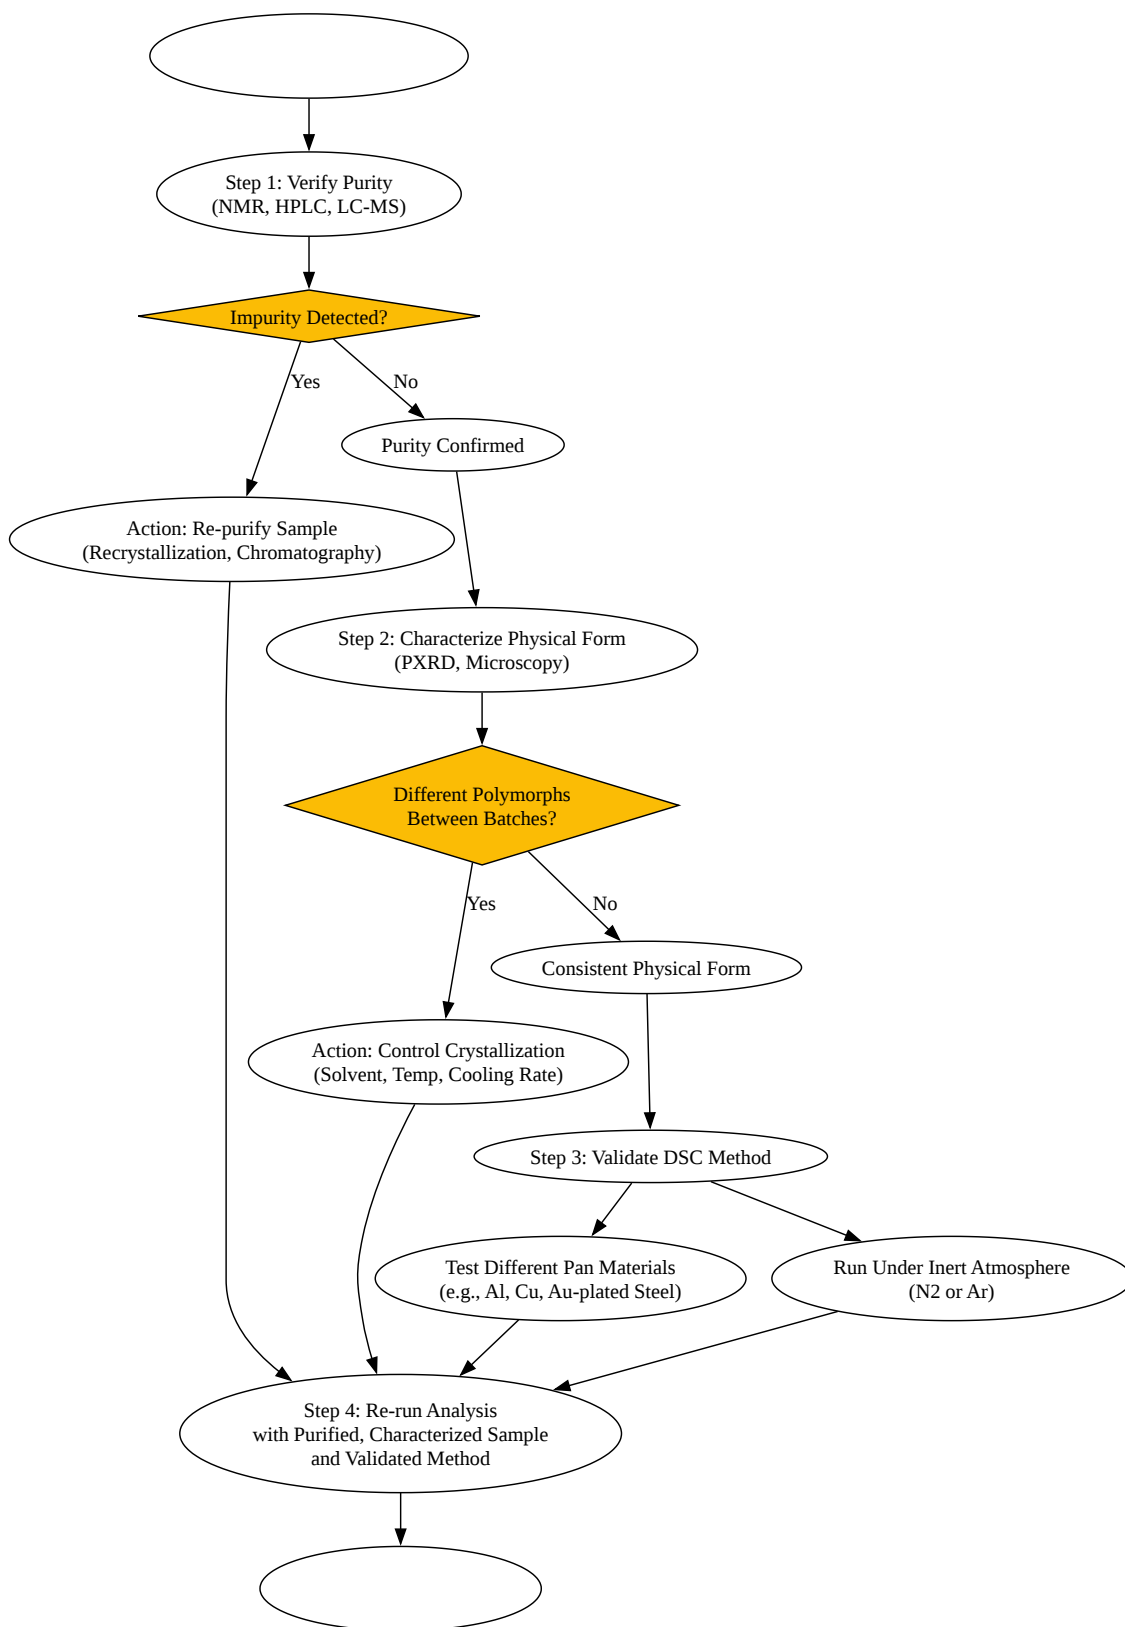 Step 1: Verify Purity
(NMR, HPLC, LC-MS)
Impurity Detected?
Yes
No
Purity Confirmed
Action: Re-purify Sample
(Recrystallization, Chromatography)
Step 2: Characterize Physical Form
(PXRD, Microscopy)
Different Polymorphs
Between Batches?
Yes
No
Consistent Physical Form
Action: Control Crystallization
(Solvent, Temp, Cooling Rate)
Step 3: Validate DSC Method
Test Different Pan Materials
(e.g., Al, Cu, Au-plated Steel)
Run Under Inert Atmosphere
(N2 or Ar)
Step 4: Re-run Analysis
with Purified, Characterized Sample
and Validated Method